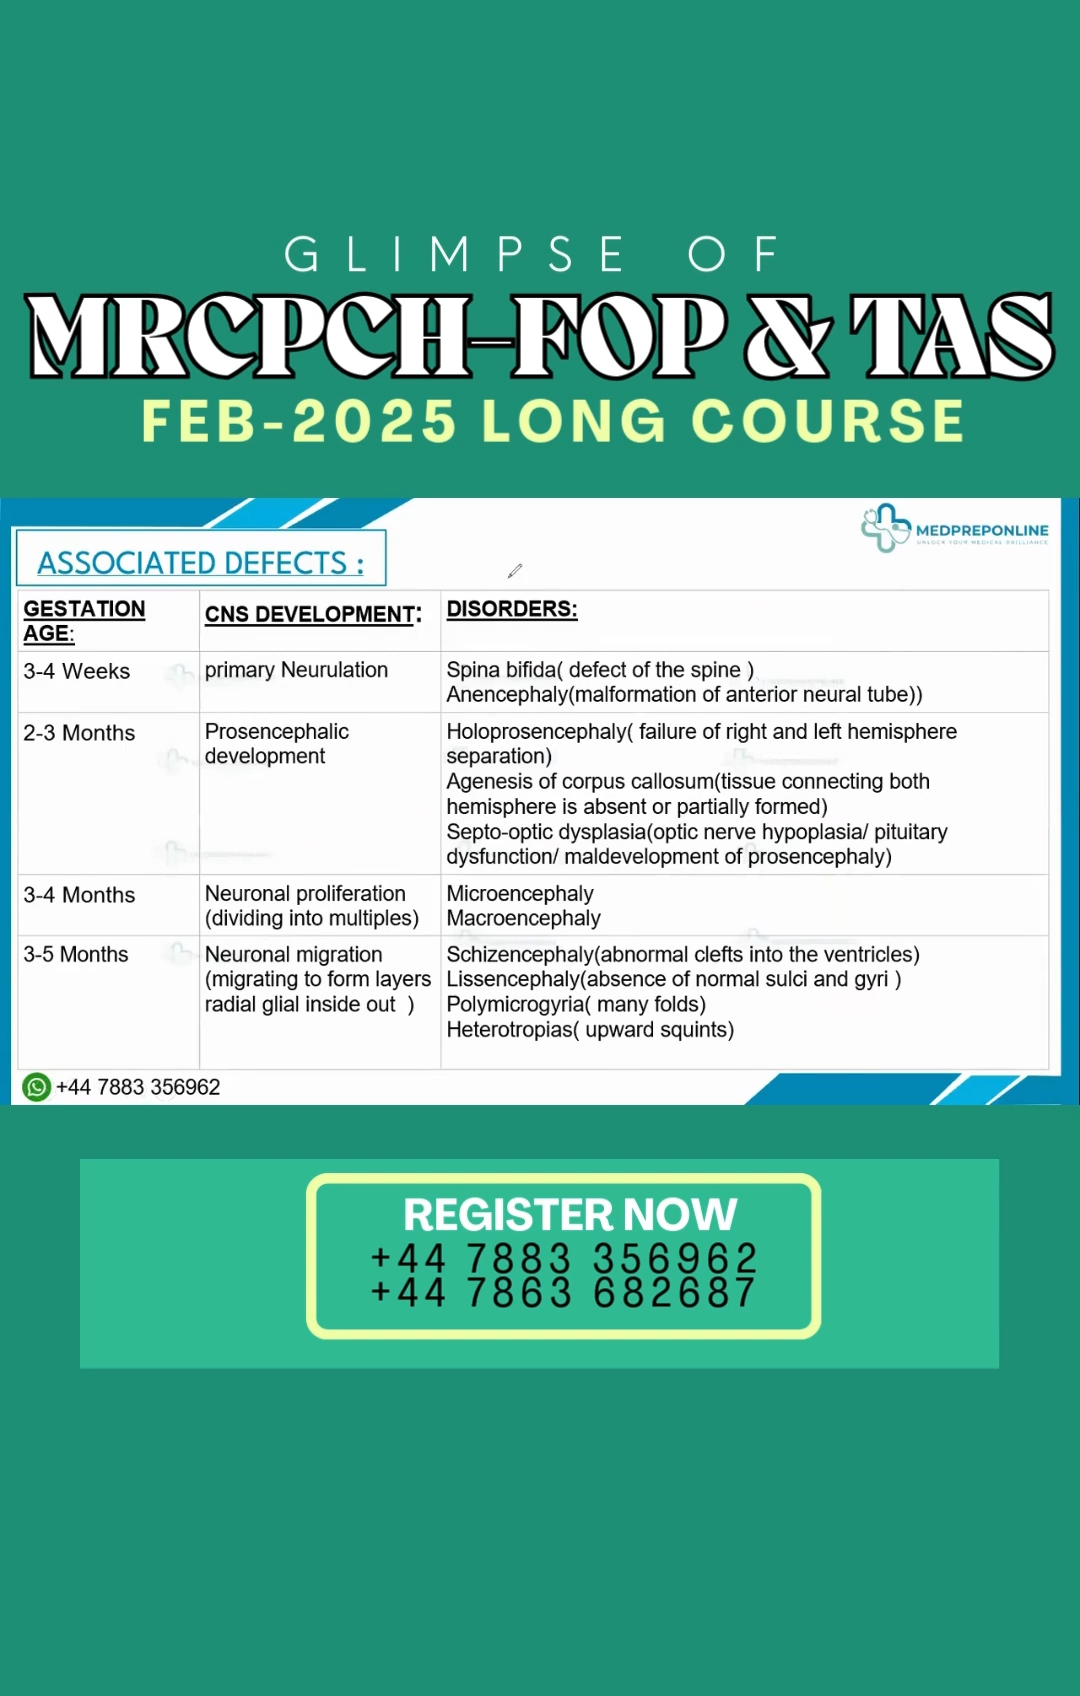 GLIMPSE OF
MRCPCH-FOP & TAS
FEB-2025 LONG COURSE
MEDPREPONLINE
UNLOCK YOUR MEDICAL BRILLIANCE
ASSOCIATED DEFECTS :
GESTATION
AGE:
CNS DEVELOPMENT:
DISORDERS:
3-4 Weeks
primary Neurulation
Spina bifida( defect of the spine )
Anencephaly(malformation of anterior neural tube))
2-3 Months
Prosencephalic
development
Holoprosencephaly( failure of right and left hemisphere
separation)
Agenesis of corpus callosum(tissue connecting both
hemisphere is absent or partially formed)
Septo-optic dysplasia(optic nerve hypoplasia/ pituitary
dysfunction/ maldevelopment of prosencephaly)
3-4 Months
Neuronal proliferation
(dividing into multiples)
Microencephaly
Macroencephaly
3-5 Months
Neuronal migration
(migrating to form layers
radial glial inside out  )
Schizencephaly(abnormal clefts into the ventricles)
Lissencephaly(absence of normal sulci and gyri )
Polymicrogyria( many folds)
Heterotropias( upward squints)
+44 7883 356962
REGISTER NOW
+44 7883 356962
+44 7863 682687